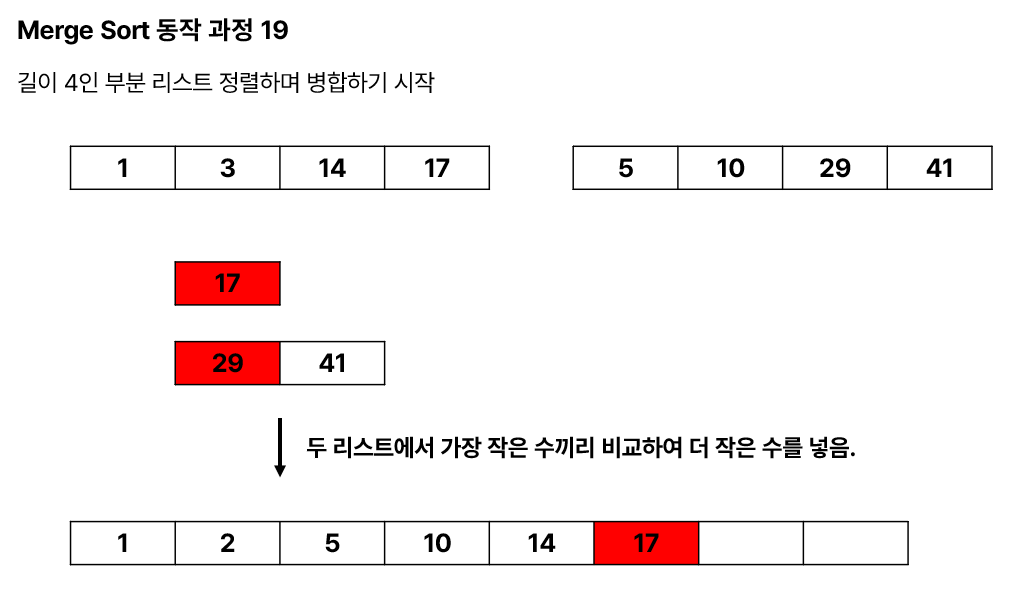 Merge Sort 동작 과정 19
길이 4인 부분 리스트 정렬하며 병합하기 시작
1 3 14 17 5 10 29 41
17
29 41
두 리스트에서 가장 작은 수끼리 비교하여 더 작은 수를 넣음.
1 2 5 10 14 17